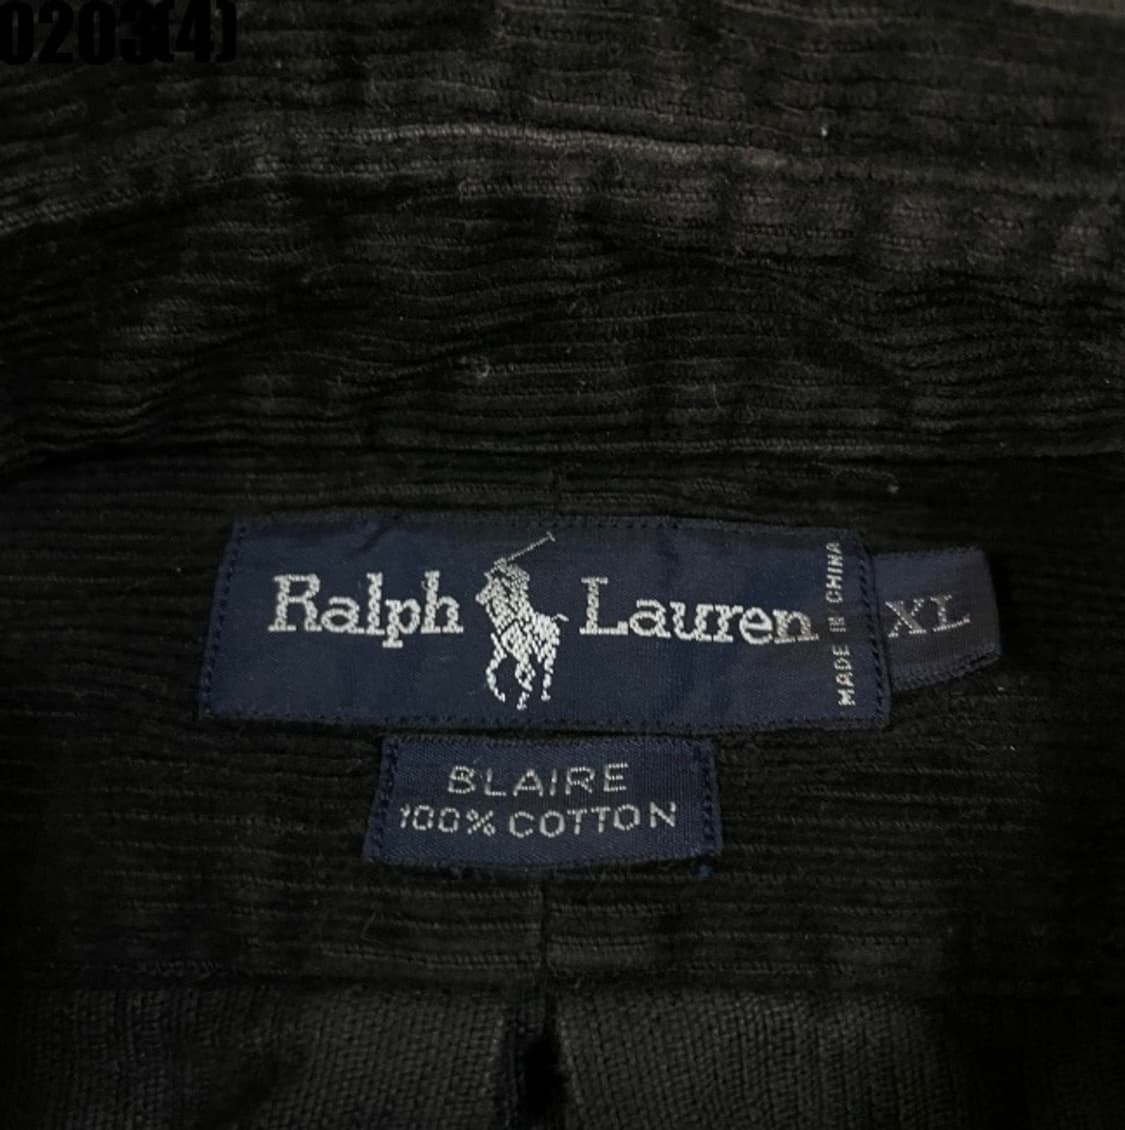 0203(4)
Ralph Lauren
MADE IN CHINA
XL
BLAIRE
100% COTTON